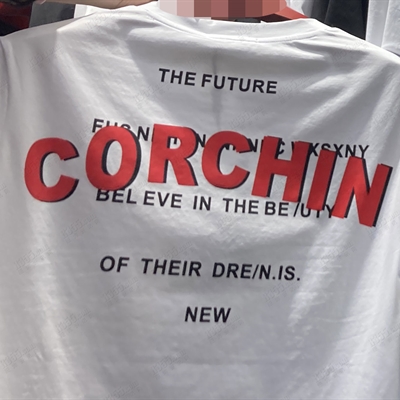 THE FUTURE
CORCHIN
BEL EVE IN THE BE/UTY
OF THEIR DRE/N.IS.
NEW